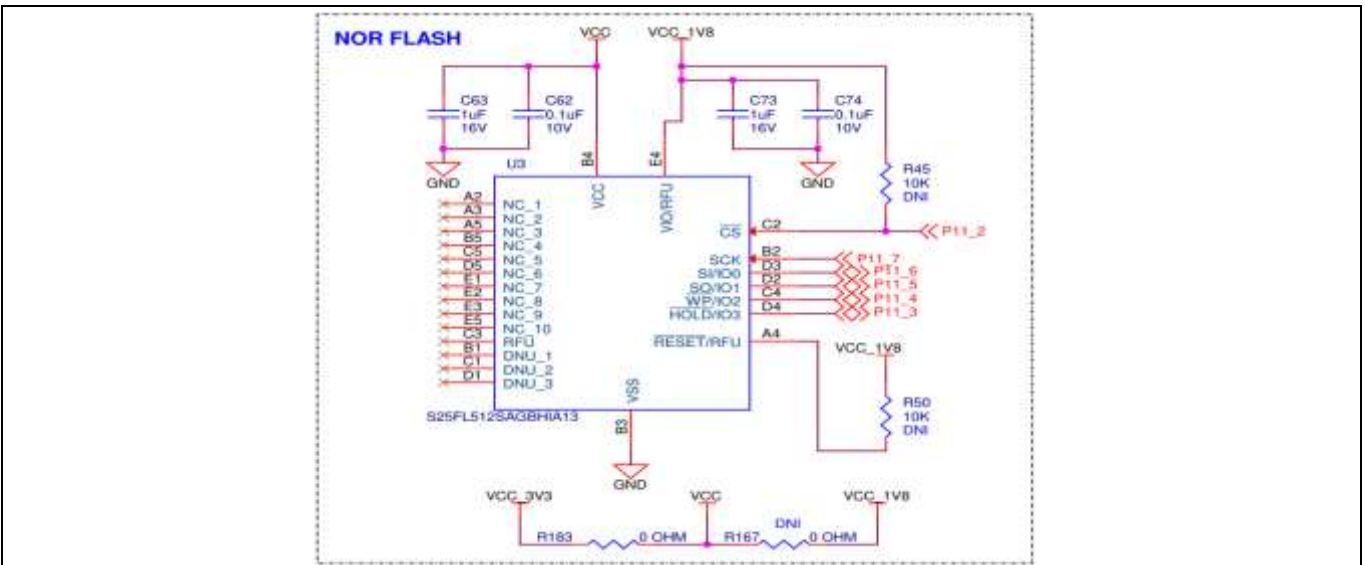 NOR FLASH
VCC VCC_1V8
C63 1uF 16V
C62 0.1uF 10V
C73 1uF 16V
C74 0.1uF 10V
GND GND
R45 10K DNI
U3
B4 E4
VCC VIO/RFU
A2 NC_1
A3 NC_2
A5 NC_3
B5 NC_4
C5 NC_5
D5 NC_6
E1 NC_7
E2 NC_8
E3 NC_9
E5 NC_10
C3 RFU
B1 DNU_1
C1 DNU_2
D1 DNU_3
CS C2 P11_2
SCK B2 P11_7
SI/IO0 D3 P11_6
SO/IO1 D2 P11_5
WP/IO2 C4 P11_4
HOLD/IO3 D4 P11_3
RESET/RFU A4
VCC_1V8
R50 10K DNI
VSS
B3
S25FL512SAGBHIA13
GND
VCC_3V3 VCC VCC_1V8
DNI
R183 0 OHM R167 0 OHM